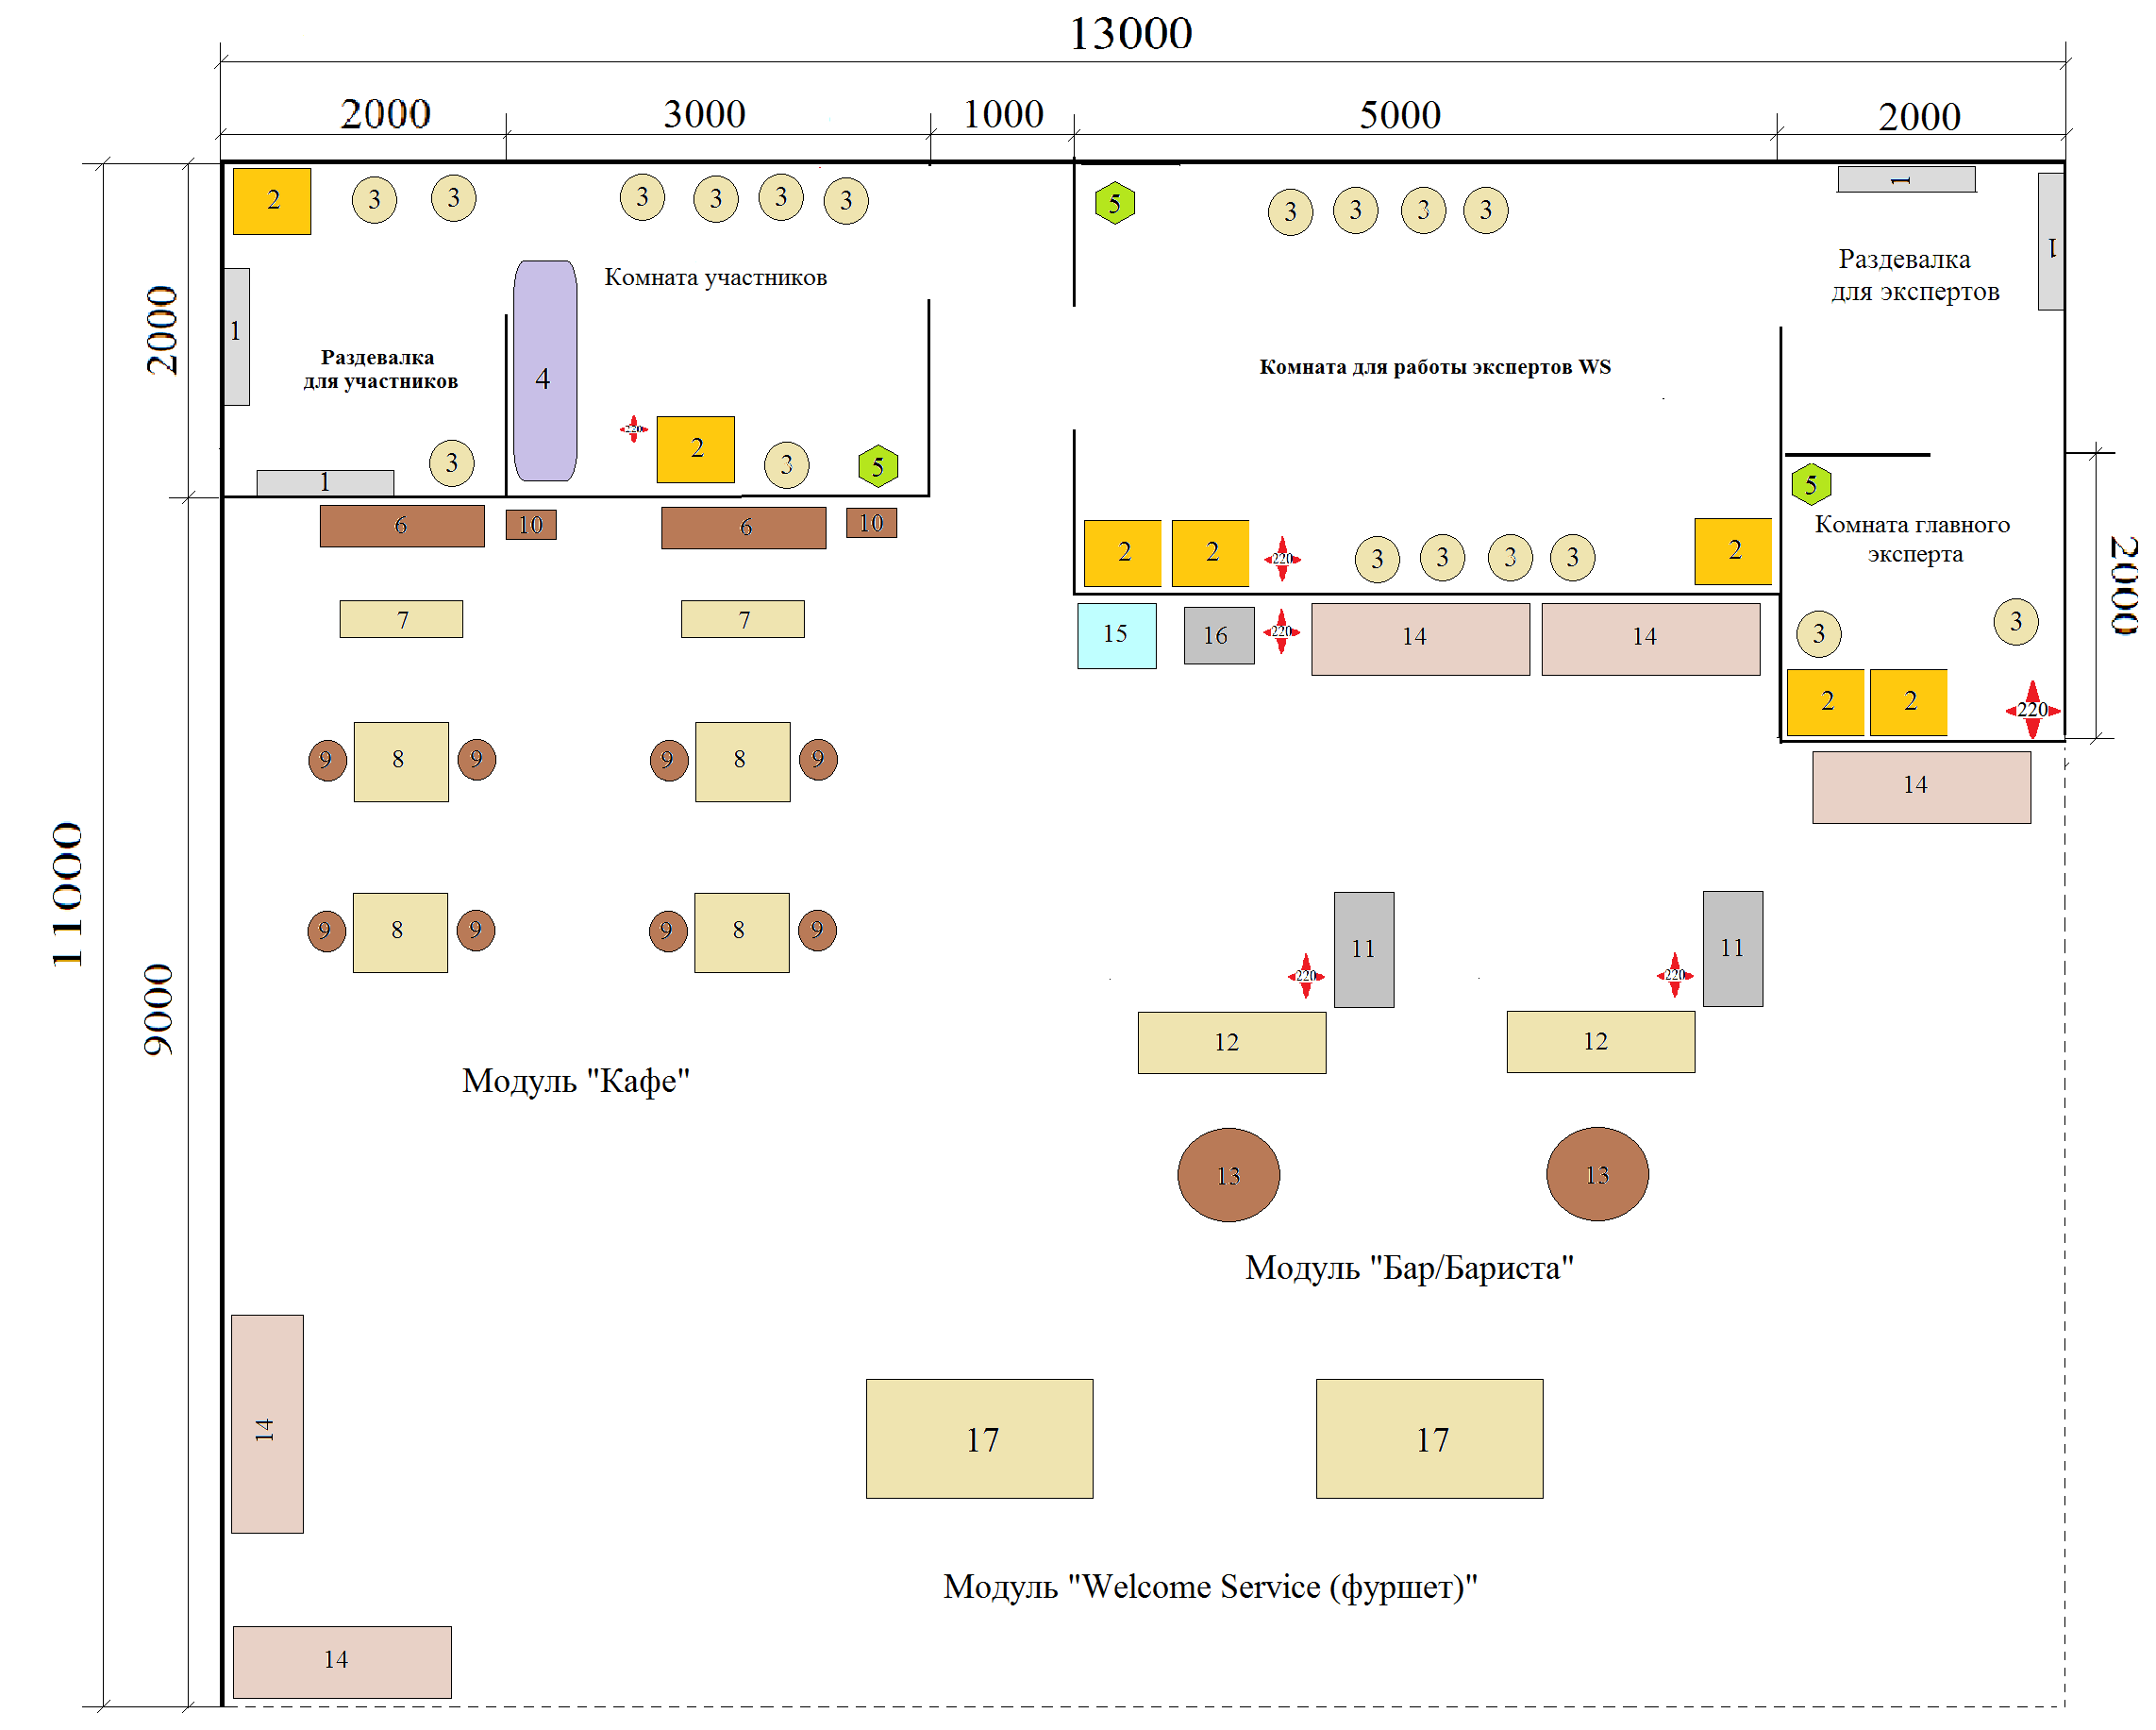 13000
2000 3000 1000 5000 2000
2 3 3 3 3 3 3 5 3 3 3 3 1
1
Раздевалка
для экспертов
Комната участников
2000
1
Раздевалка
для участников
4
Комната для работы экспертов WS
220 2
3 3 5
1
5
6 10 6 10
Комната главного
эксперта
2 2 220 3 3 3 3 2
2000
7 7
15 16 220 14 14
3 3
2 2 220
9 8 9 9 8 9
14
11000
9 8 9 9 8 9
9000
11 11
220 220
12 12
Модуль "Кафе"
13 13
Модуль "Бар/Бариста"
14
17 17
Модуль "Welcome Service (фуршет)"
14